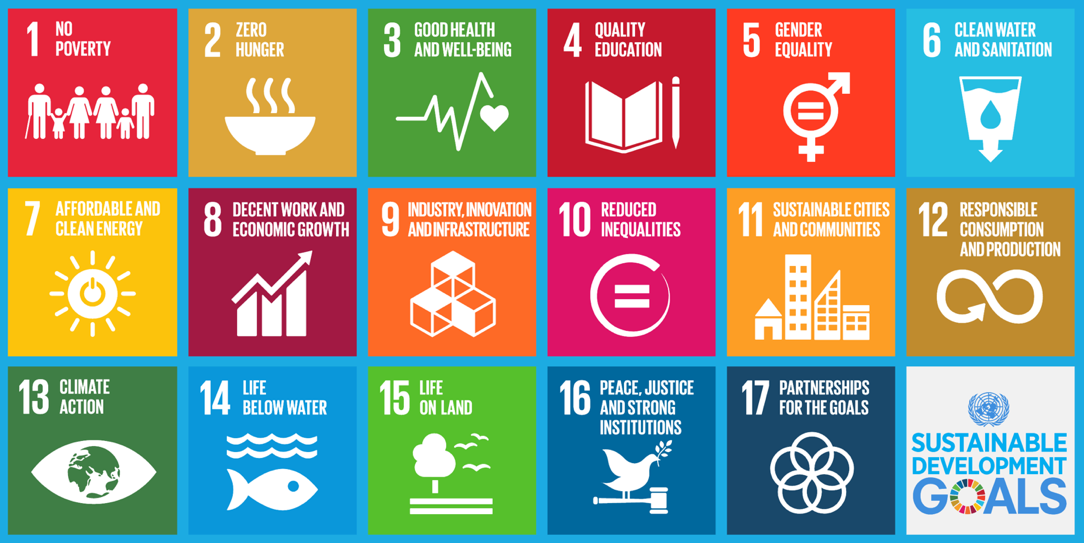 1 NO
POVERTY
2 ZERO
HUNGER
3 GOOD HEALTH
AND WELL-BEING
4 QUALITY
EDUCATION
5 GENDER
EQUALITY
6 CLEAN WATER
AND SANITATION
7 AFFORDABLE AND
CLEAN ENERGY
8 DECENT WORK AND
ECONOMIC GROWTH
9 INDUSTRY, INNOVATION
AND INFRASTRUCTURE
10 REDUCED
INEQUALITIES
11 SUSTAINABLE CITIES
AND COMMUNITIES
12 RESPONSIBLE
CONSUMPTION
AND PRODUCTION
13 CLIMATE
ACTION
14 LIFE
BELOW WATER
15 LIFE
ON LAND
16 PEACE, JUSTICE
AND STRONG
INSTITUTIONS
17 PARTNERSHIPS
FOR THE GOALS
SUSTAINABLE
DEVELOPMENT
GOALS